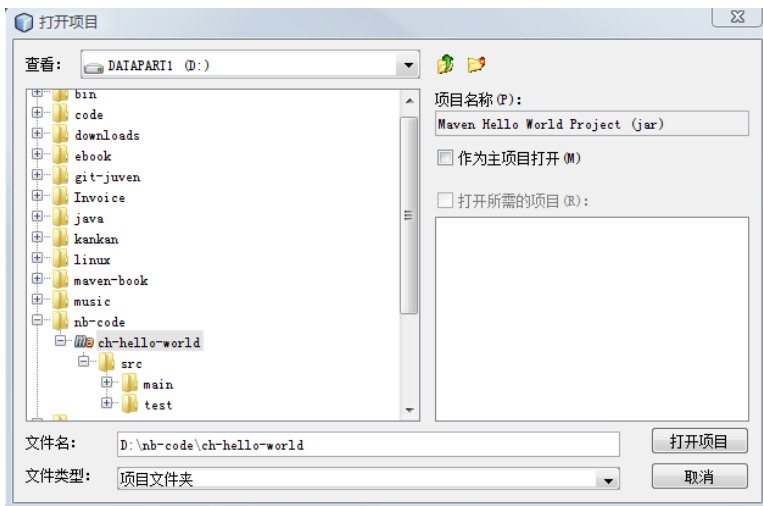 打开项目
查看: DATAPART1 (D:)
bin
code
downloads
ebook
git-juven
Invoice
java
kankan
linux
maven-book
music
nb-code
ch-hello-world
src
main
test
项目名称(P):
Maven Hello World Project (jar)
作为主项目打开(M)
打开所需的项目(R):
文件名: D:\nb-code\ch-hello-world
打开项目
文件类型: 项目文件夹
取消